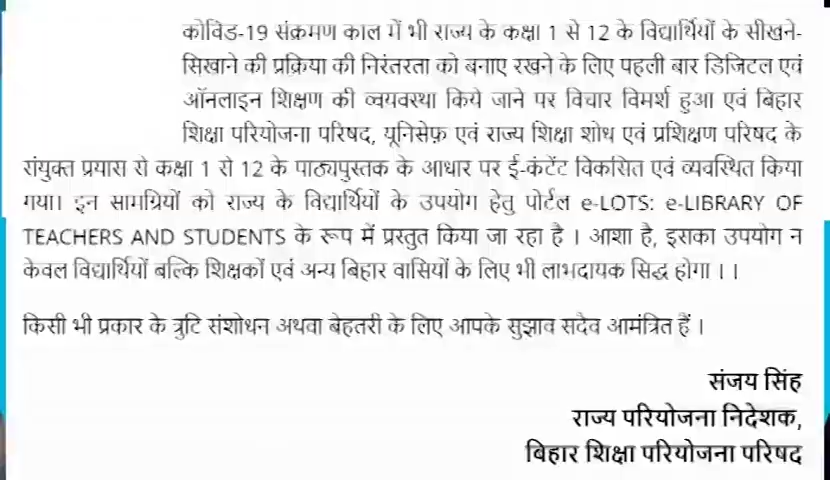 कोविड-19 संक्रमण काल में भी राज्य के कक्षा 1 से 12 के विद्यार्थियों के सीखने-
सिखाने की प्रक्रिया की निरंतरता को बनाए रखने के लिए पहली बार डिजिटल एवं
ऑनलाइन शिक्षण की व्वयवस्था किये जाने पर विचार विमर्श हुआ एवं बिहार
शिक्षा परियोजना परिषद, यूनिसेफ़ एवं राज्य शिक्षा शोध एवं प्रशिक्षण परिषद के
संयुक्त प्रयास से कक्षा 1 से 12 के पाठ्यपुस्तक के आधार पर ई-कंटेंट विकसित एवं व्यवस्थित किया
गया। इन सामग्रियों को राज्य के विद्यार्थियों के उपयोग हेतु पोर्टल e-LOTS: e-LIBRARY OF
TEACHERS AND STUDENTS के रूप में प्रस्तुत किया जा रहा है । आशा है, इसका उपयोग न
केवल विद्यार्थियों बल्कि शिक्षकों एवं अन्य बिहार वासियों के लिए भी लाभदायक सिद्ध होगा ।।
किसी भी प्रकार के त्रुटि संशोधन अथवा बेहतरी के लिए आपके सुझाव सदैव आमंत्रित हैं ।
संजय सिंह
राज्य परियोजना निदेशक,
बिहार शिक्षा परियोजना परिषद